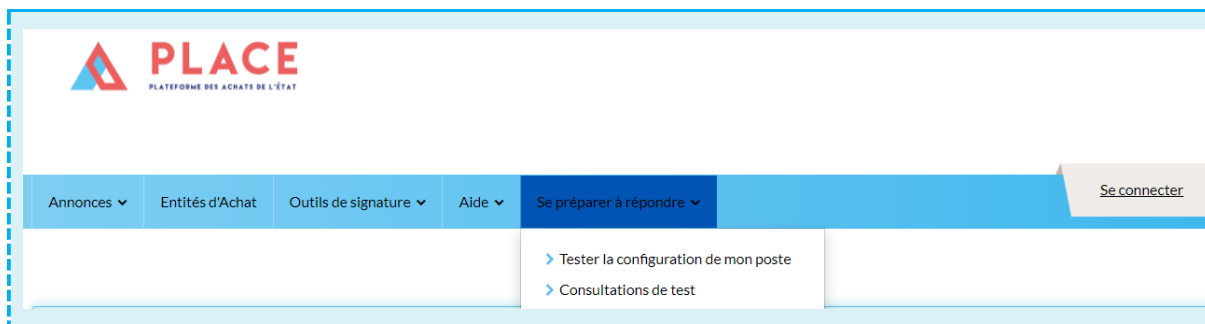 PLACE
PLATEFORME DES ACHATS DE L'ÉTAT
Se connecter
Annonces Entités d'Achat Outils de signature Aide Se préparer à répondre
Tester la configuration de mon poste
Consultations de test